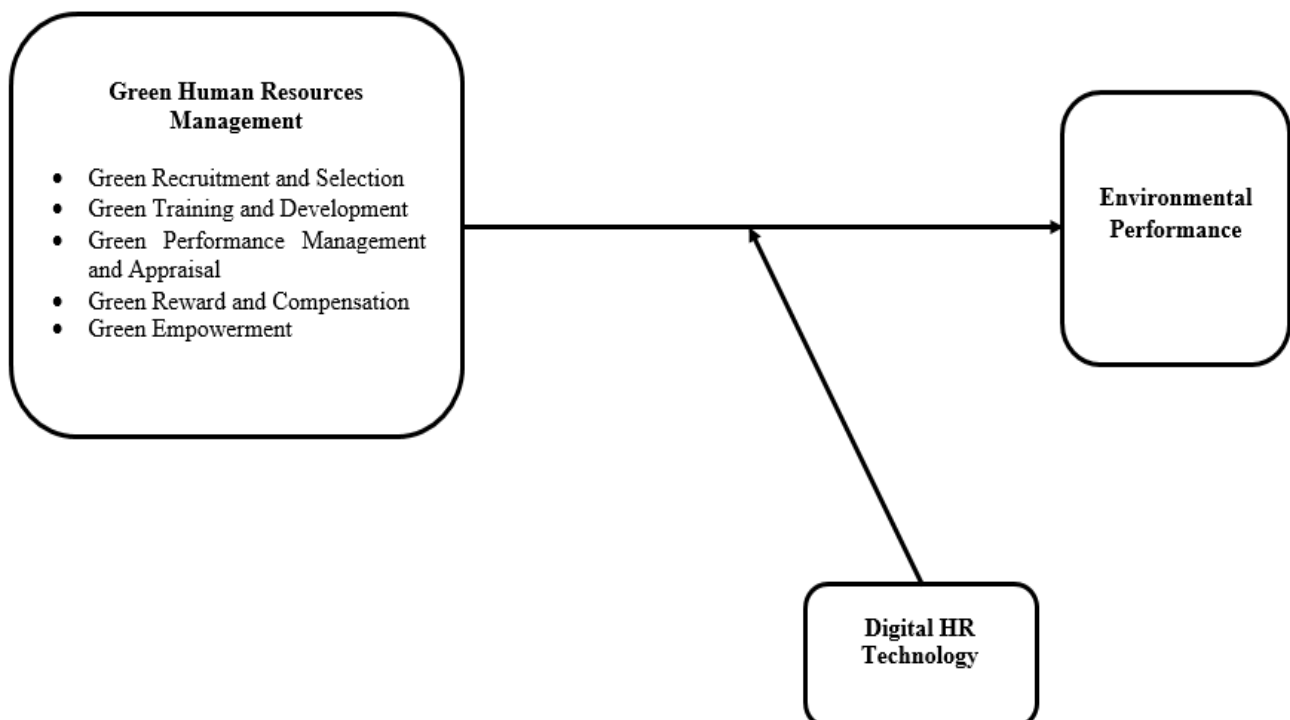 Green Human Resources
Management
• Green Recruitment and Selection
• Green Training and Development
• Green Performance Management
and Appraisal
• Green Reward and Compensation
• Green Empowerment
Environmental
Performance
Digital HR
Technology